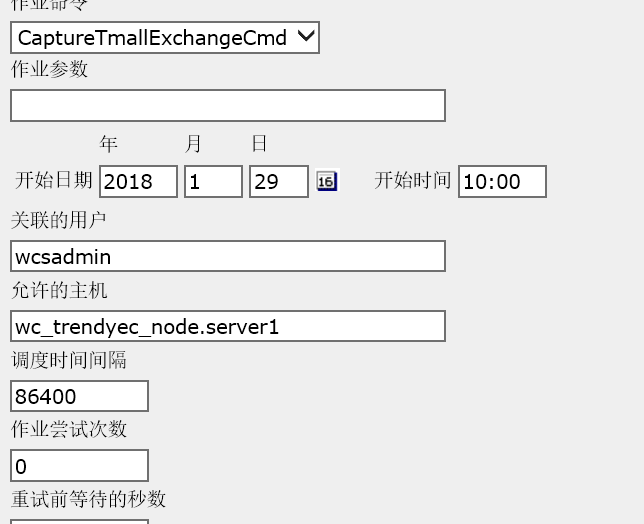 作业命令
CaptureTmallExchangeCmd
作业参数
年 月 日
开始日期 2018 1 29 16 开始时间 10:00
关联的用户
wcsadmin
允许的主机
wc_trendyec_node.server1
调度时间间隔
86400
作业尝试次数
0
重试前等待的秒数